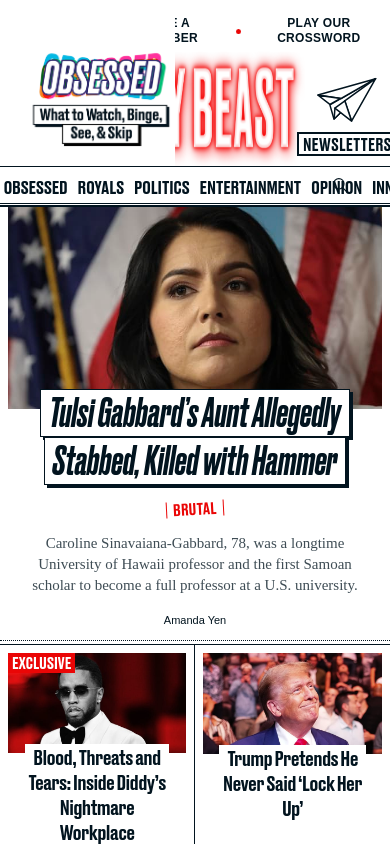 PLAY OUR
CROSSWORD
OBSESSED
What to Watch, Binge,
See, & Skip
BEAST
NEWSLETTERS
OBSESSED ROYALS POLITICS ENTERTAINMENT OPINION
Tulsi Gabbard's Aunt Allegedly
Stabbed, Killed with Hammer
BRUTAL
Caroline Sinavaiana-Gabbard, 78, was a longtime
University of Hawaii professor and the first Samoan
scholar to become a full professor at a U.S. university.
Amanda Yen
EXCLUSIVE
Blood, Threats and
Tears: Inside Diddy's
Nightmare
Workplace
Trump Pretends He
Never Said 'Lock Her
Up'